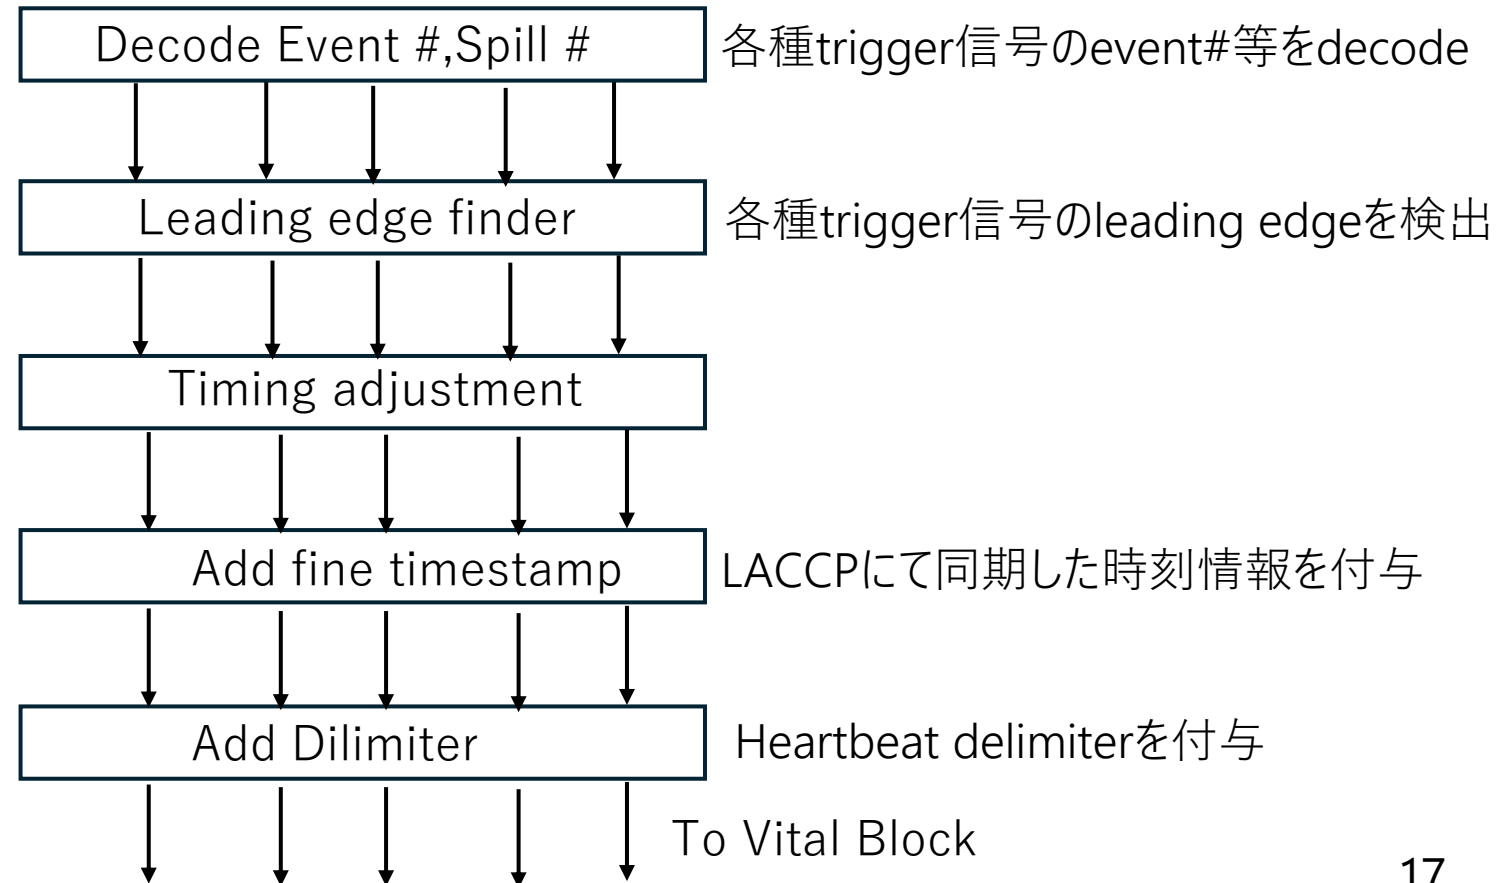 Decode Event #,Spill #
各種trigger信号のevent#等をdecode
Leading edge finder
各種trigger信号のleading edgeを検出
Timing adjustment
Add fine timestamp
LACCPにて同期した時刻情報を付与
Add Dilimiter
Heartbeat delimiterを付与
To Vital Block
17